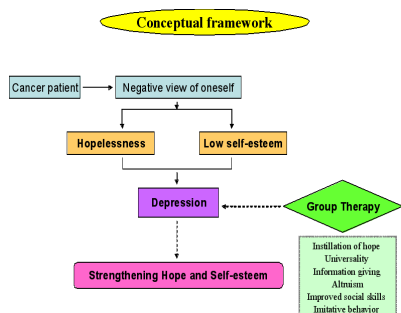 Conceptual framework
Cancer patient
Negative view of oneself
Hopelessness
Low self-esteem
Depression
Group Therapy
Strengthening Hope and Self-esteem
Instillation of hope
Universality
Information giving
Altruism
Improved social skills
Imitative behavior